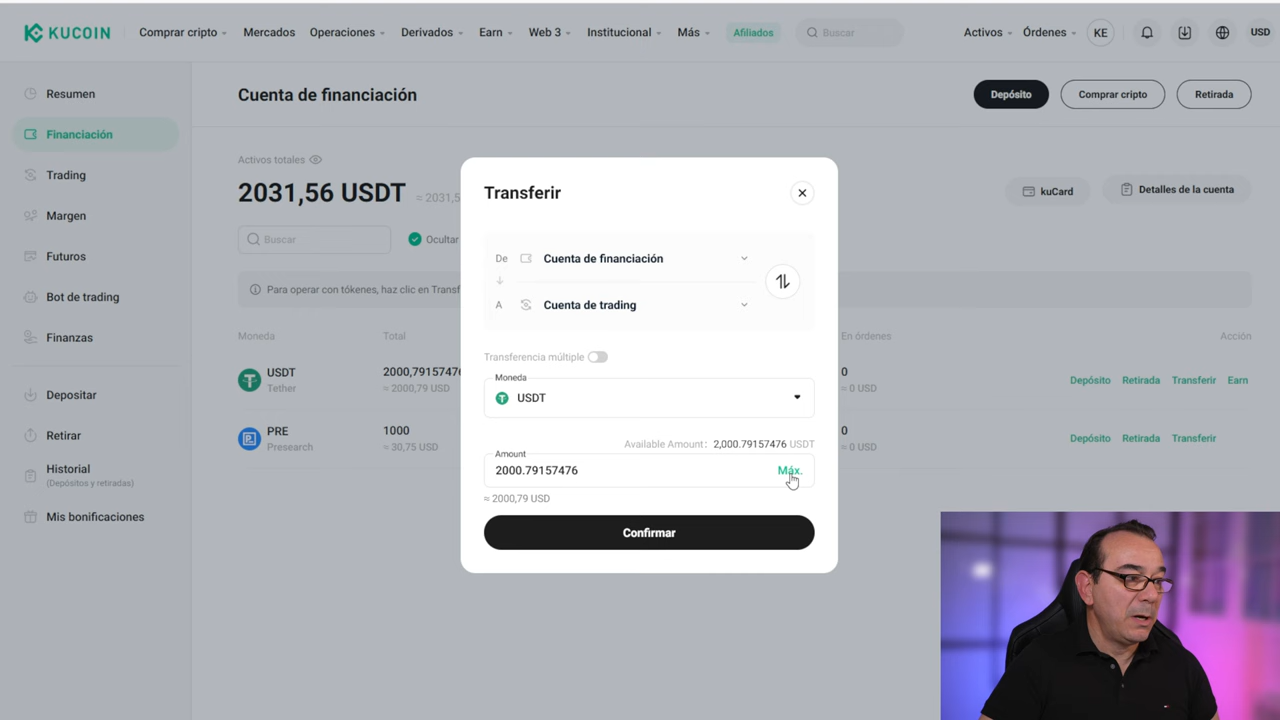 KUCOIN
Comprar cripto
Mercados
Operaciones
Derivados
Earn
Web 3
Institucional
Más
Afiliados
Buscar
Activos
Órdenes
KE
USD
Resumen
Financiación
Trading
Margen
Futuros
Bot de trading
Finanzas
Depositar
Retirar
Historial
(Depósitos y retiradas)
Mis bonificaciones
Cuenta de financiación
Depósito
Comprar cripto
Retirada
Activos totales
2031,56 USDT
≈ 2031,5
kuCard
Detalles de la cuenta
Buscar
Ocultar
Para operar con tókenes, haz clic en Transf
Moneda
Total
En órdenes
Acción
USDT
Tether
2000,79157476
≈ 2000,79 USD
0
≈ 0 USD
Depósito
Retirada
Transferir
Earn
PRE
Presearch
1000
≈ 30,75 USD
0
≈ 0 USD
Depósito
Retirada
Transferir
Transferir
De
Cuenta de financiación
A
Cuenta de trading
Transferencia múltiple
Moneda
USDT
Available Amount: 2,000.79157476 USDT
Amount
2000.79157476
Máx.
≈ 2000,79 USD
Confirmar